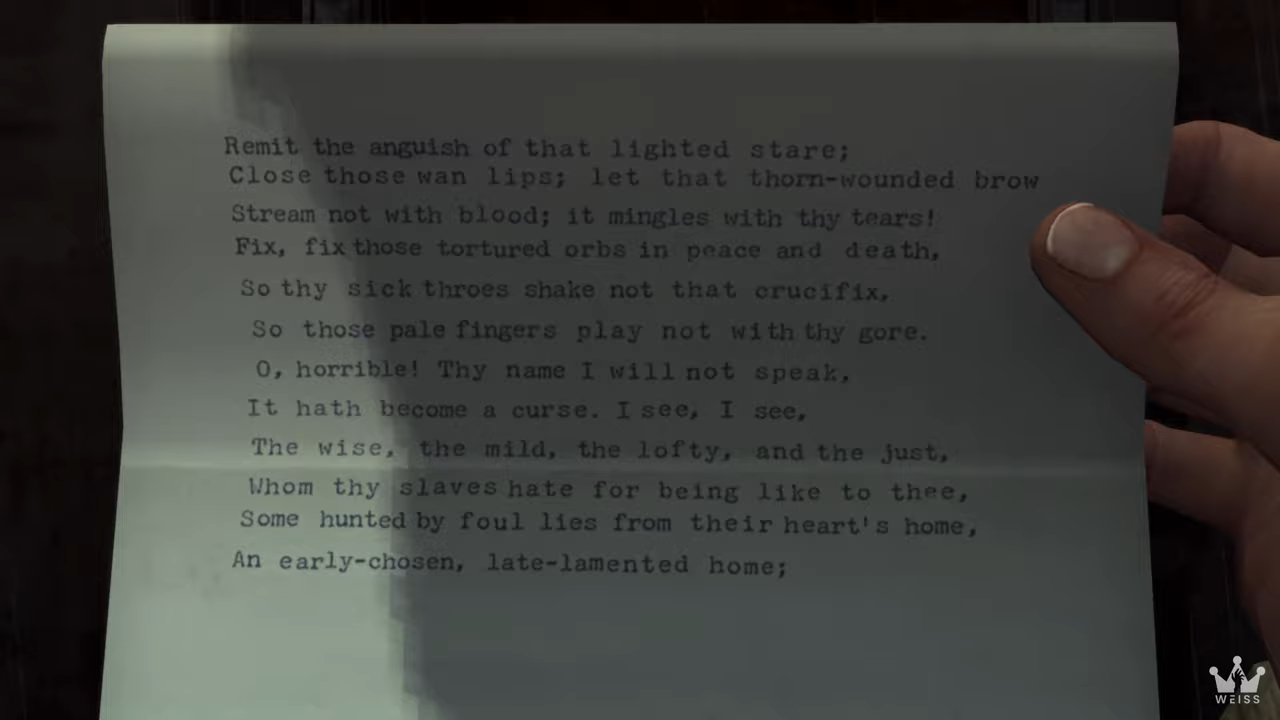 Remit the anguish of that lighted stare;
Close those wan lips; let that thorn-wounded brow
Stream not with blood; it mingles with thy tears!
Fix, fix those tortured orbs in peace and death,
So thy sick throes shake not that crucifix,
So those pale fingers play not with thy gore.
O, horrible! Thy name I will not speak,
It hath become a curse. I see, I see,
The wise, the mild, the lofty, and the just,
Whom thy slaves hate for being like to thee,
Some hunted by foul lies from their heart's home,
An early-chosen, late-lamented home;
WEISS